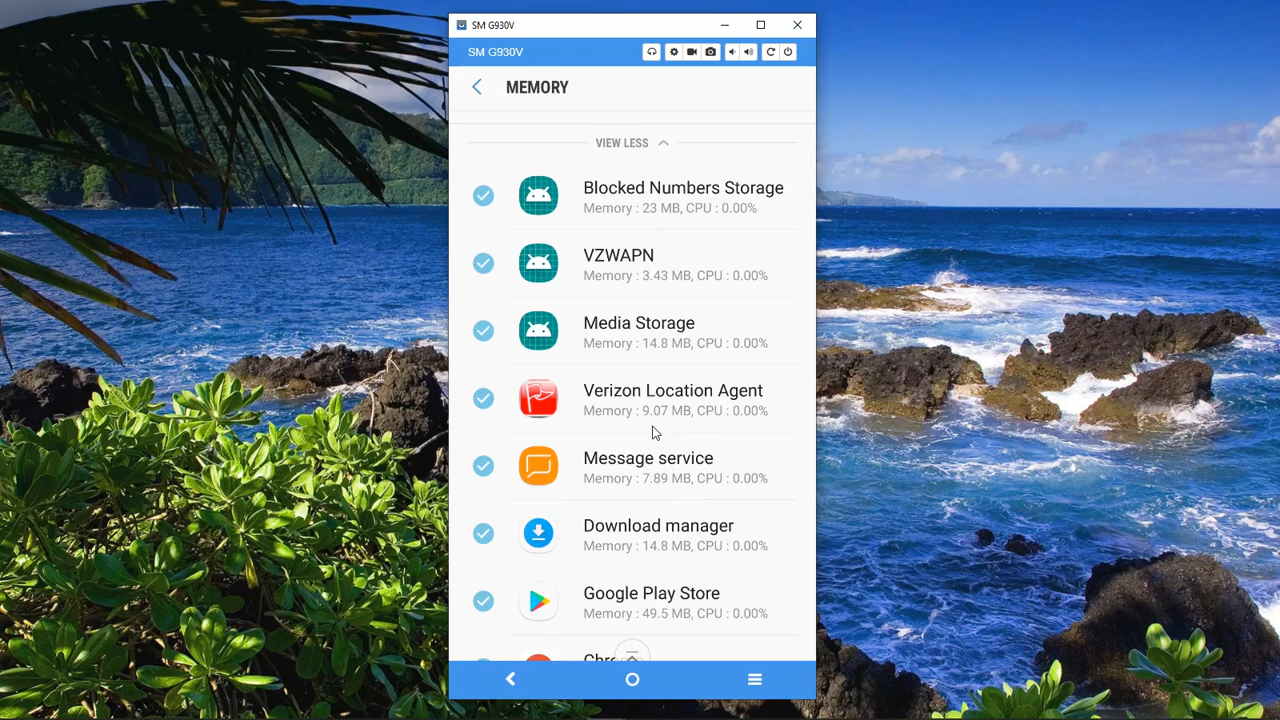 SM G930V
SM G930V
MEMORY
VIEW LESS
Blocked Numbers Storage
Memory : 23 MB, CPU : 0.00%
VZWAPN
Memory : 3.43 MB, CPU : 0.00%
Media Storage
Memory : 14.8 MB, CPU : 0.00%
Verizon Location Agent
Memory : 9.07 MB, CPU : 0.00%
Message service
Memory : 7.89 MB, CPU : 0.00%
Download manager
Memory : 14.8 MB, CPU : 0.00%
Google Play Store
Memory : 49.5 MB, CPU : 0.00%